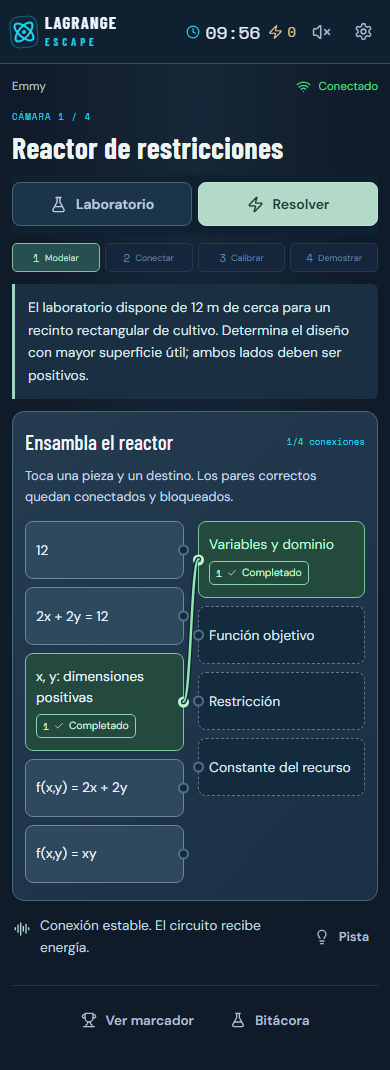 LAGRANGE
ESCAPE
09:56
0
Emmy
Conectado
CÁMARA 1 / 4
Reactor de restricciones
Laboratorio
Resolver
1 Modelar
2 Conectar
3 Calibrar
4 Demostrar
El laboratorio dispone de 12 m de cerca para un
recinto rectangular de cultivo. Determina el diseño
con mayor superficie útil; ambos lados deben ser
positivos.
Ensambla el reactor
1/4 conexiones
Toca una pieza y un destino. Los pares correctos
quedan conectados y bloqueados.
12
2x + 2y = 12
x, y: dimensiones
positivas
1 ✓ Completado
f(x,y) = 2x + 2y
f(x,y) = xy
Variables y dominio
1 ✓ Completado
Función objetivo
Restricción
Constante del recurso
Conexión estable. El circuito recibe
energía.
Pista
Ver marcador
Bitácora